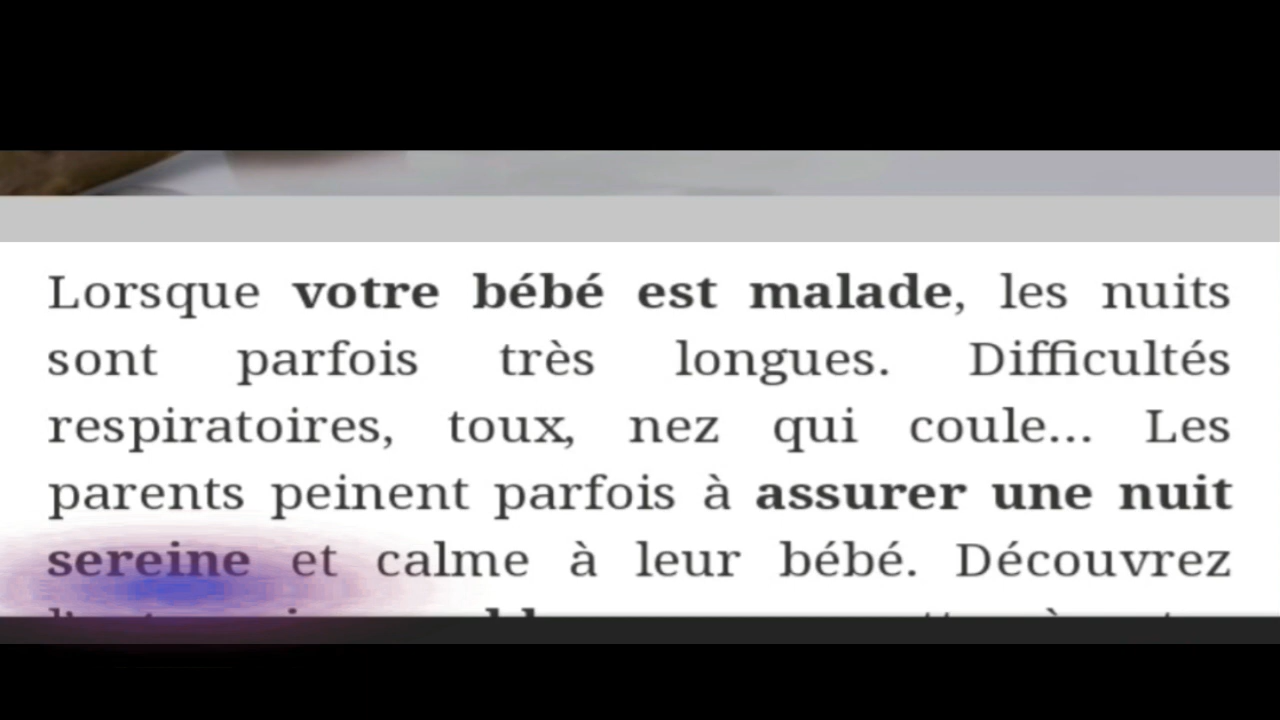 Lorsque votre bébé est malade, les nuits
sont parfois très longues. Difficultés
respiratoires, toux, nez qui coule... Les
parents peinent parfois à assurer une nuit
sereine et calme à leur bébé. Découvrez